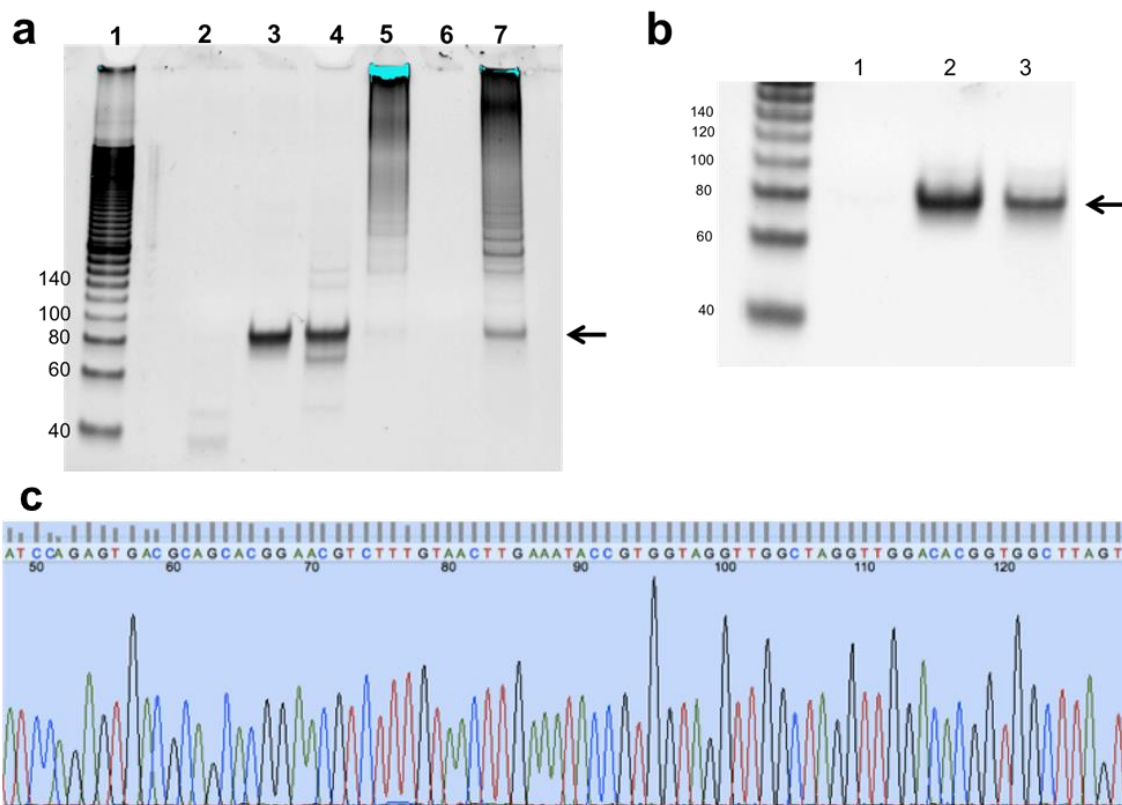 a
1 2 3 4 5 6 7
140
100
80
60
40
b
1 2 3
140
120
100
80
60
40
c
ATCCAGAGTGACGCAGCACGGAACGTCTTTGTAACTTGAAATACCGTGGTAGGTTGGCTAGGTTGGACACGGTGGCTTAGT
50 60 70 80 90 100 110 120